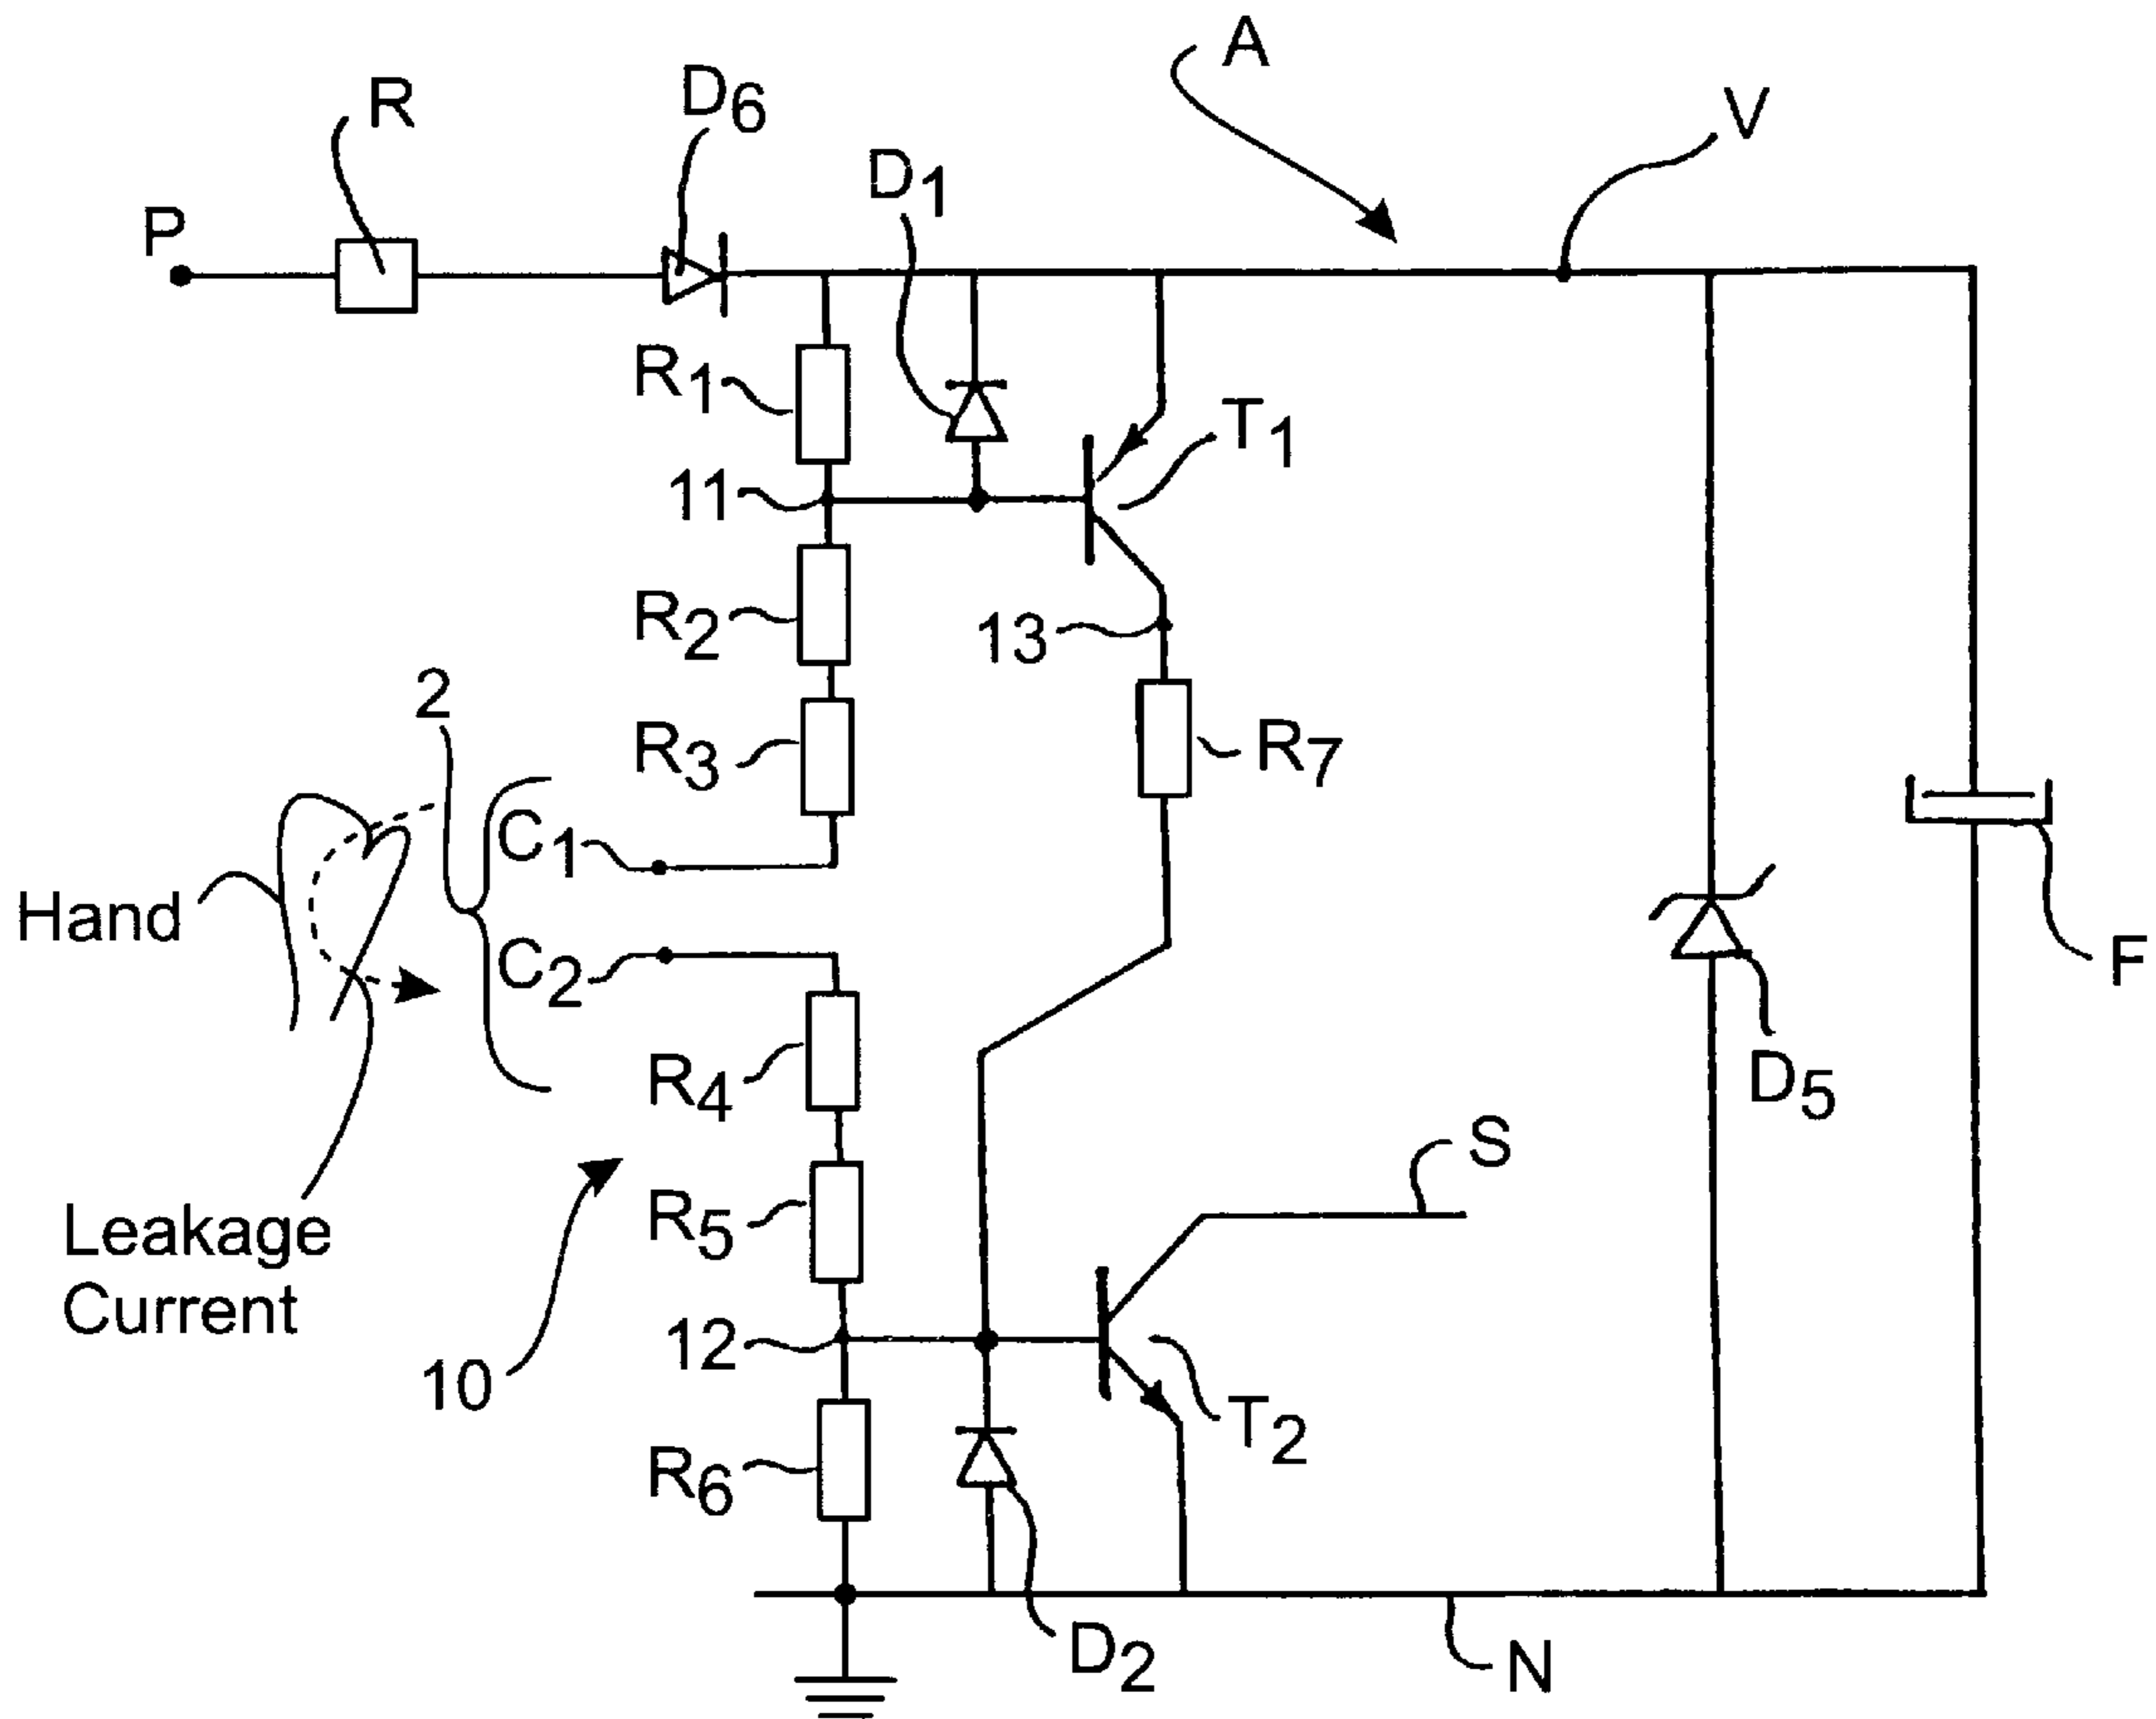 A
V
R
D6
D1
P
R1
T1
11
R2
13
2
R3
R7
C1
Hand
C2
F
R4
D5
S
R5
Leakage
Current
12
10
T2
R6
D2
N